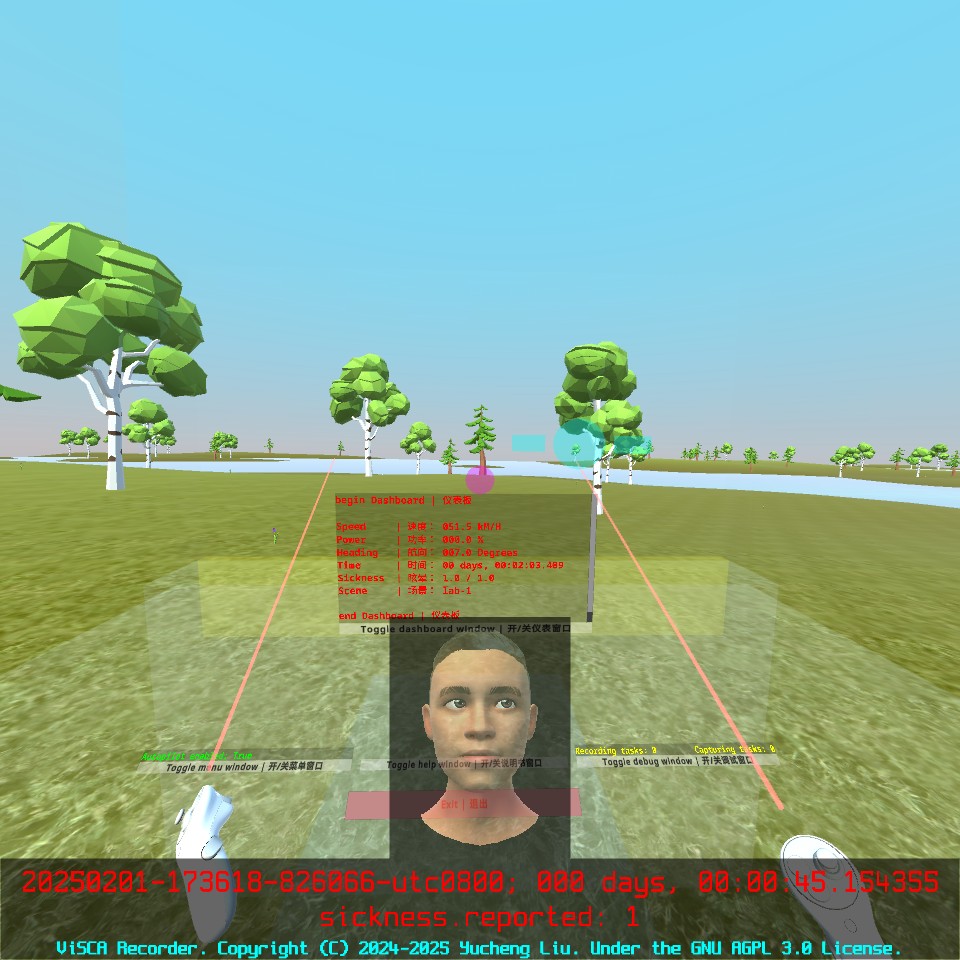 begin Dashboard | 仪表板
Speed | 速度： 051.5 kM/H
Power | 功率： 000.0 %
Heading | 航向： 007.0 Degrees
Time | 时间： 00 days, 00:02:03.489
Sickness | 眩晕： 1.0 / 1.0
Scene | 场景： lab-1
end Dashboard | 仪表板
Toggle dashboard window | 开/关仪表窗口
True
Recording tasks: 0 Capturing tasks: 0
Toggle menu window | 开/关菜单窗口
Toggle help window | 开/关说明书窗口
Toggle debug window | 开/关调试窗口
Exit | 退出
20250201-173618-826066-utc0800; 000 days, 00:00:45.154355
sickness.reported: 1
ViSCA Recorder. Copyright (C) 2024-2025 Yucheng Liu. Under the GNU AGPL 3.0 License.